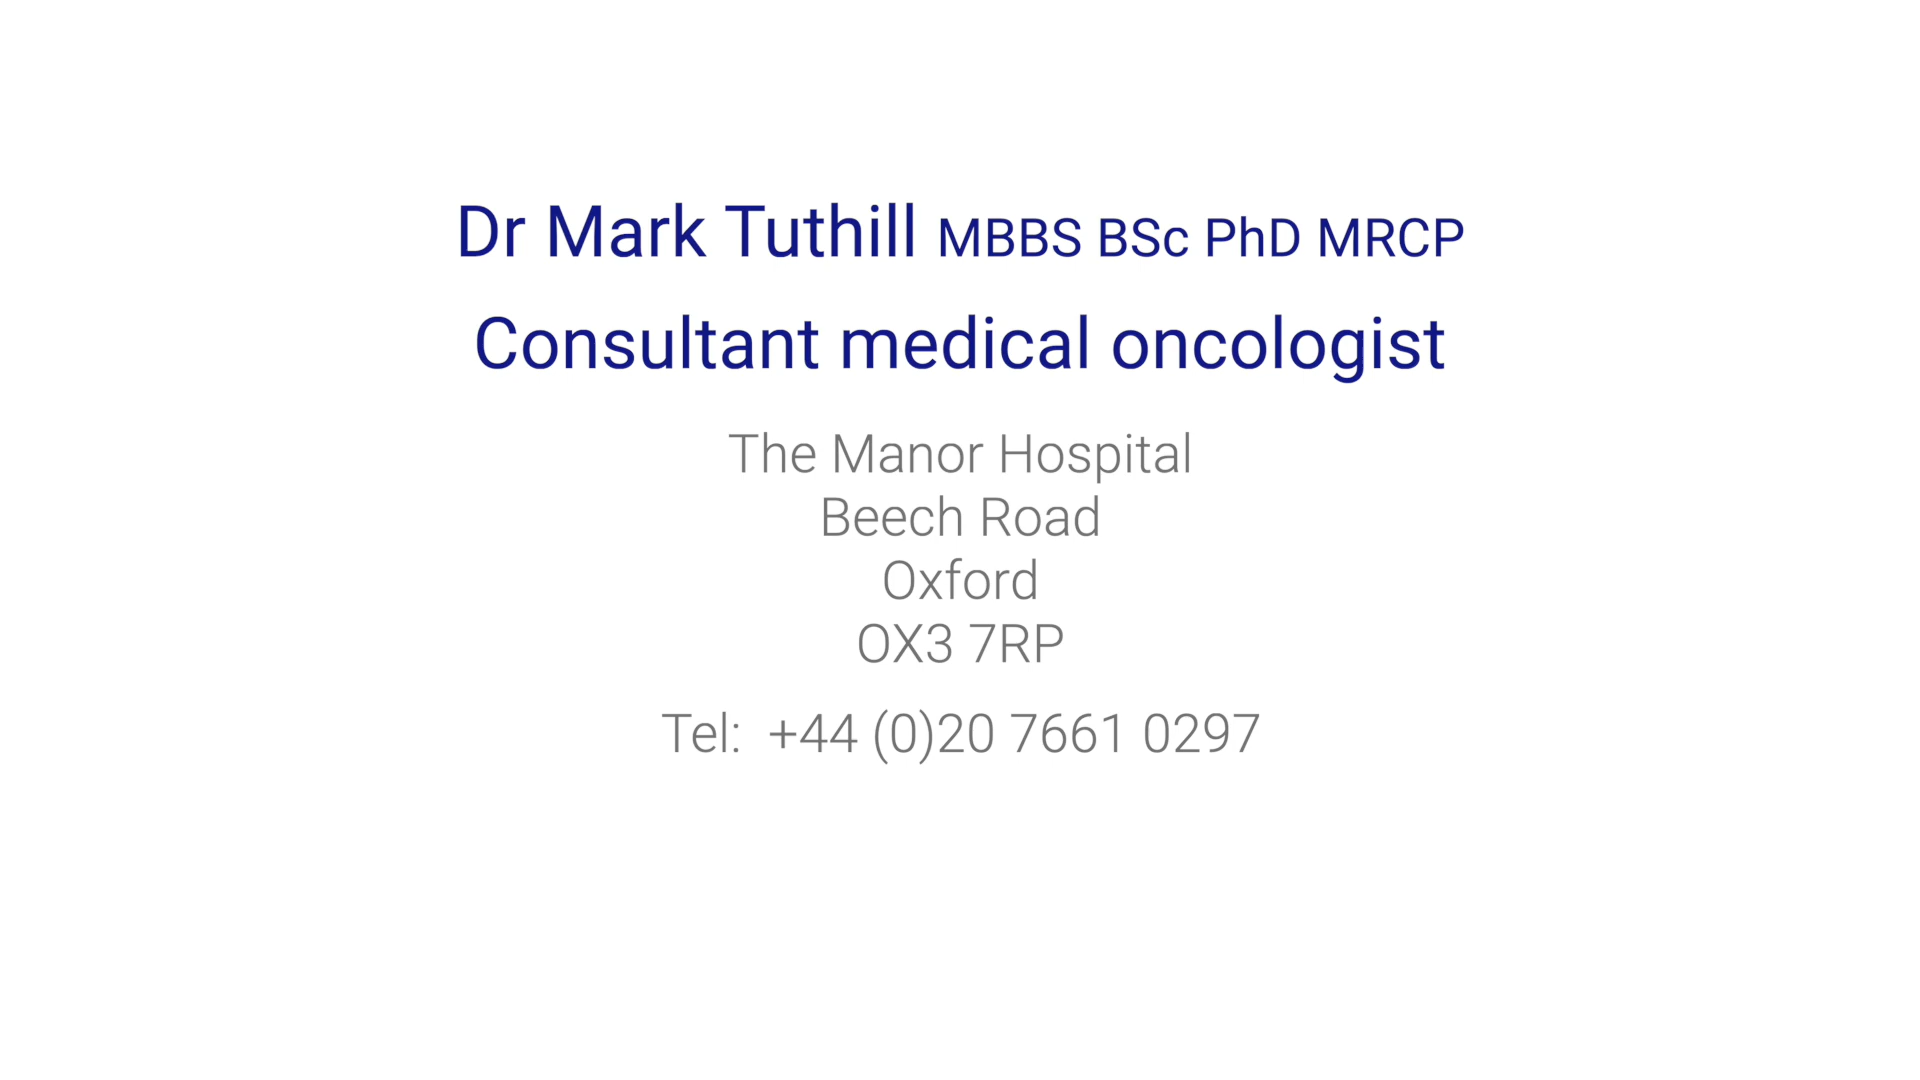 Dr Mark Tuthill MBBS BSc PhD MRCP
Consultant medical oncologist
The Manor Hospital
Beech Road
Oxford
OX3 7RP
Tel: +44 (0)20 7661 0297